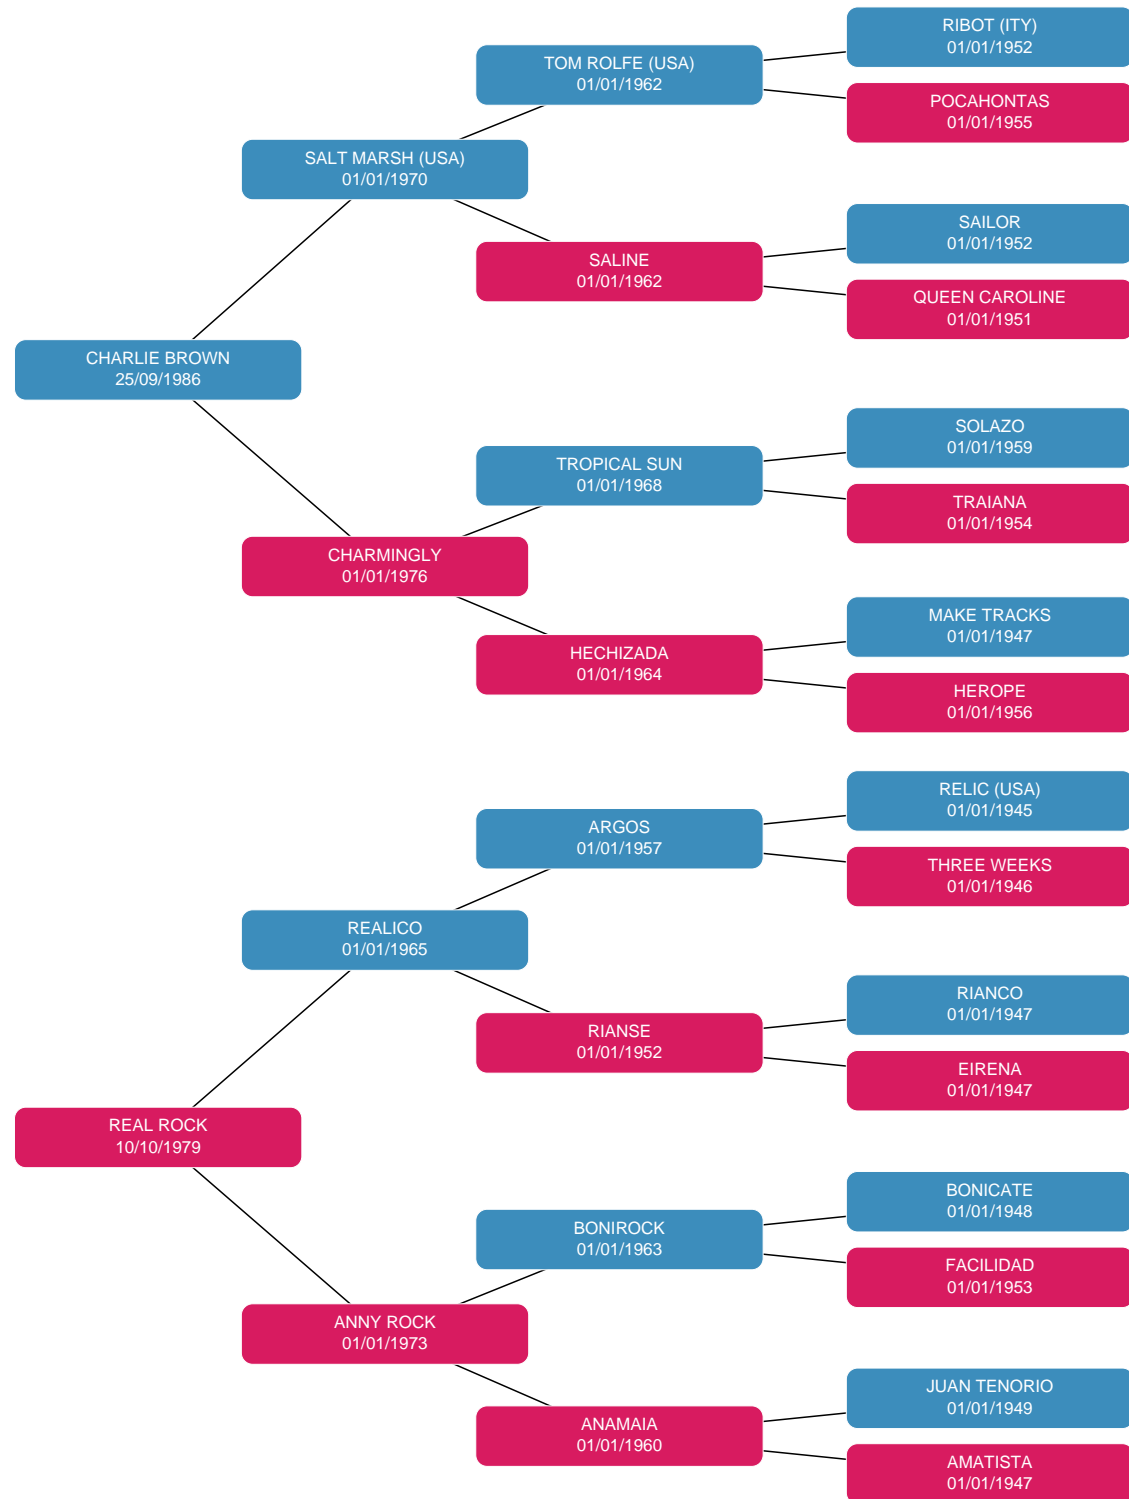 RIBOT (ITY)
01/01/1952
TOM ROLFE (USA)
01/01/1962
POCAHONTAS
01/01/1955
SALT MARSH (USA)
01/01/1970
SAILOR
01/01/1952
SALINE
01/01/1962
QUEEN CAROLINE
01/01/1951
CHARLIE BROWN
25/09/1986
SOLAZO
01/01/1959
TROPICAL SUN
01/01/1968
TRAIANA
01/01/1954
CHARMINGLY
01/01/1976
MAKE TRACKS
01/01/1947
HECHIZADA
01/01/1964
HEROPE
01/01/1956
RELIC (USA)
01/01/1945
ARGOS
01/01/1957
THREE WEEKS
01/01/1946
REALICO
01/01/1965
RIANCO
01/01/1947
RIANSE
01/01/1952
EIRENA
01/01/1947
REAL ROCK
10/10/1979
BONICATE
01/01/1948
BONIROCK
01/01/1963
FACILIDAD
01/01/1953
ANNY ROCK
01/01/1973
JUAN TENORIO
01/01/1949
ANAMAIA
01/01/1960
AMATISTA
01/01/1947